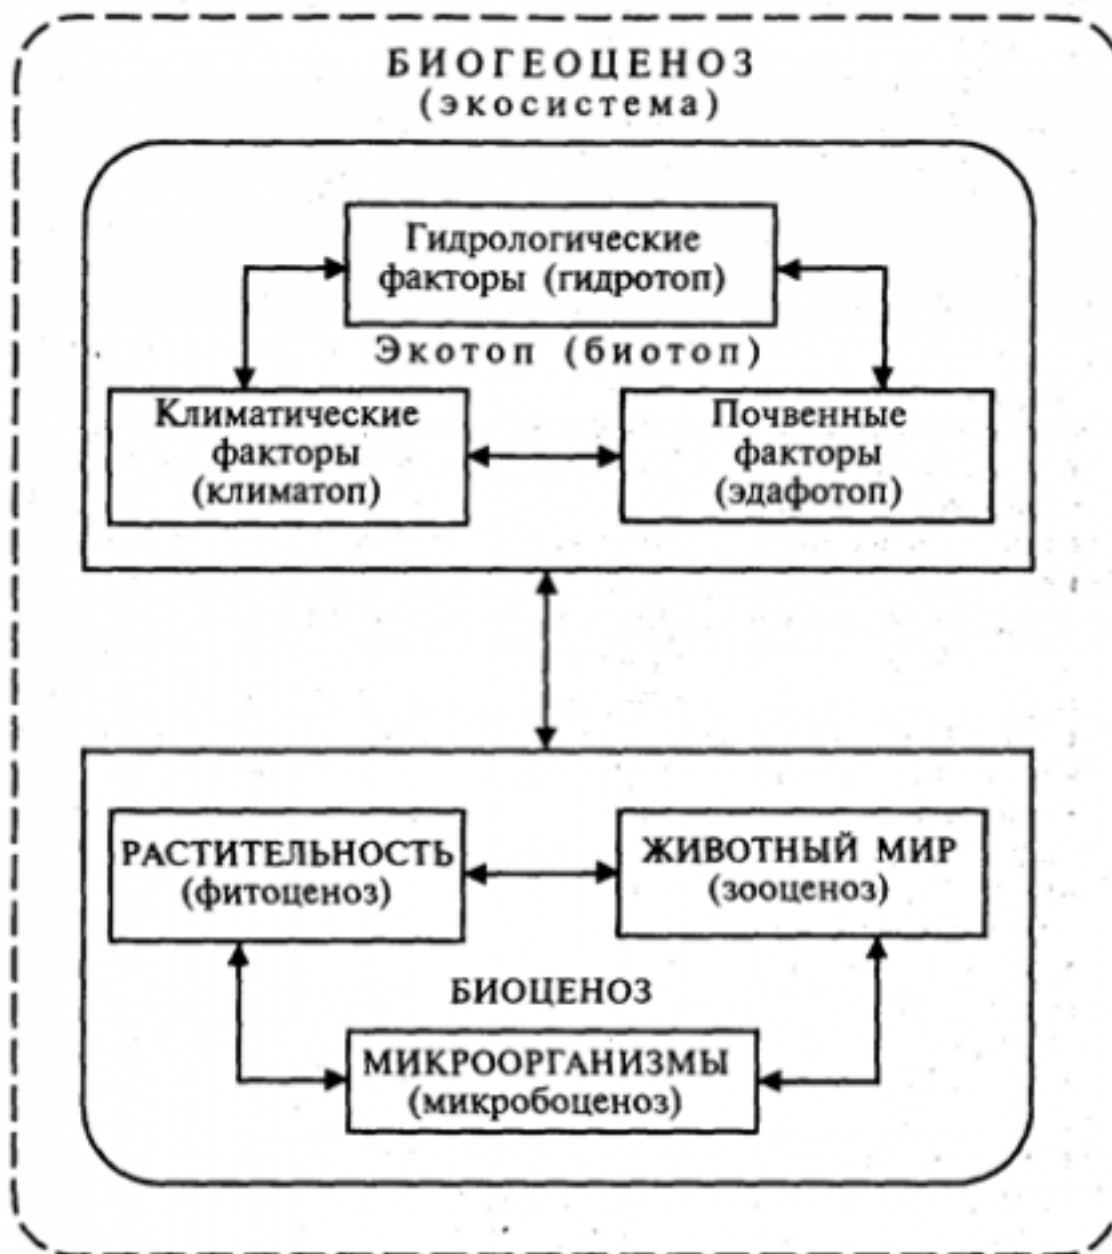 БИОГЕОЦЕНОЗ
(экосистема)
Гидрологические
факторы (гидротоп)
Экотоп (биотоп)
Климатические
факторы
(климатоп)
Почвенные
факторы
(эдафотоп)
РАСТИТЕЛЬНОСТЬ
(фитоценоз)
ЖИВОТНЫЙ МИР
(зооценоз)
БИОЦЕНОЗ
МИКРООРГАНИЗМЫ
(микробоценоз)